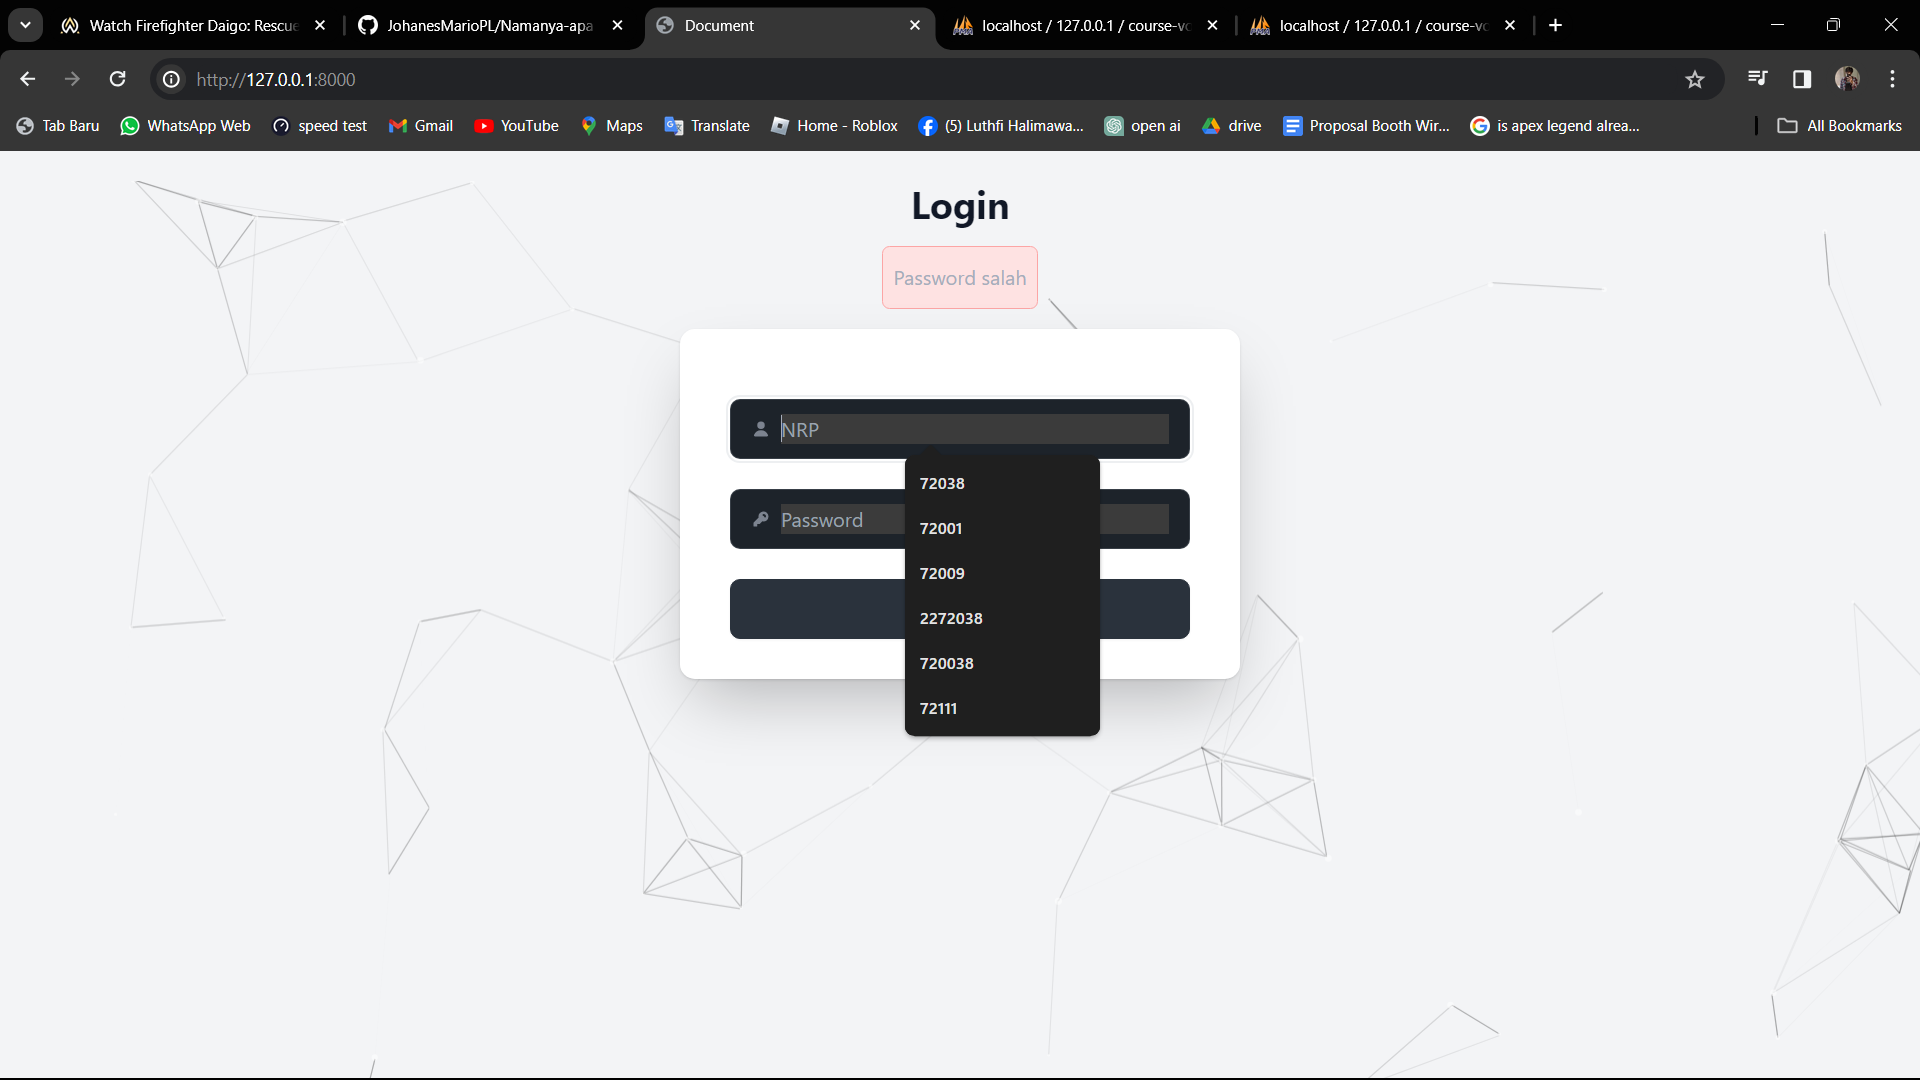 Watch Firefighter Daigo: Rescue
JohanesMarioPL/Namanya-apa
Document
localhost / 127.0.0.1 / course-vo
localhost / 127.0.0.1 / course-vo
http://127.0.0.1:8000
Tab Baru
WhatsApp Web
speed test
Gmail
YouTube
Maps
Translate
Home - Roblox
(5) Luthfi Halimawa...
open ai
drive
Proposal Booth Wir...
is apex legend alrea...
All Bookmarks
Login
Password salah
NRP
72038
Password
72001
72009
2272038
720038
72111